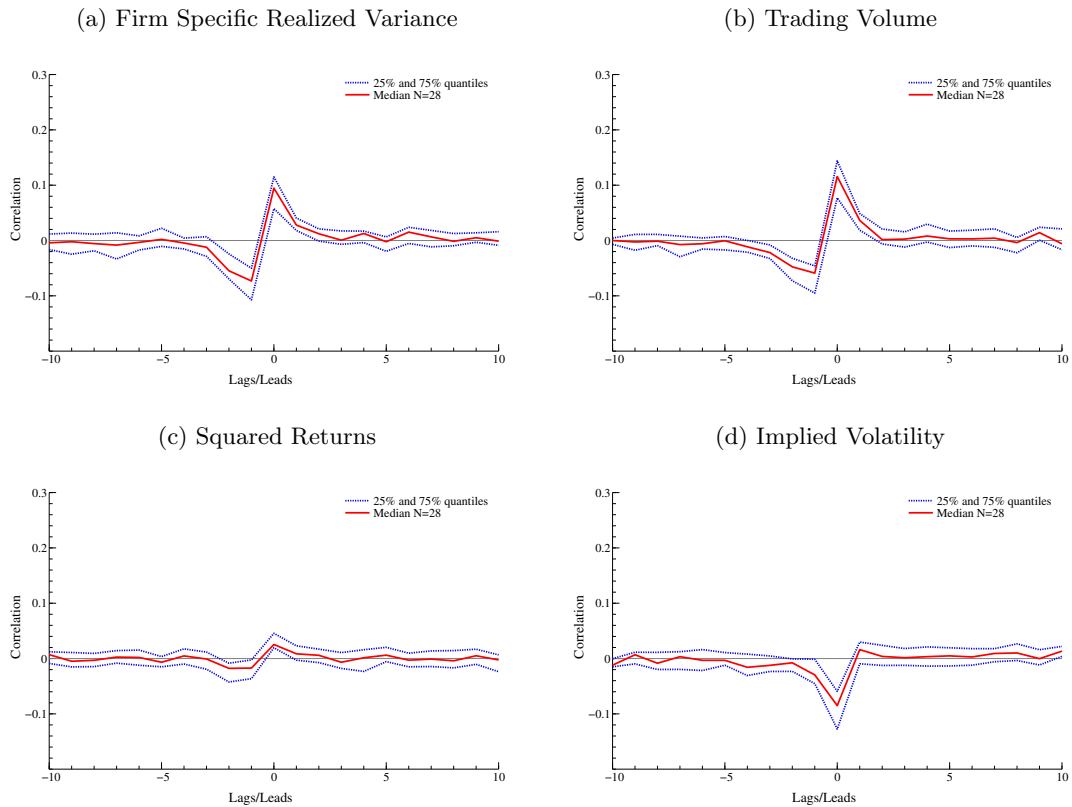 (a) Firm Specific Realized Variance
0.3
0.2
0.1
0
−0.1
Correlation
25% and 75% quantiles
Median N=28
−10
−5
0
5
10
Lags/Leads
(b) Trading Volume
0.3
0.2
0.1
0
−0.1
Correlation
25% and 75% quantiles
Median N=28
−10
−5
0
5
10
Lags/Leads
(c) Squared Returns
0.3
0.2
0.1
0
−0.1
Correlation
25% and 75% quantiles
Median N=28
−10
−5
0
5
10
Lags/Leads
(d) Implied Volatility
0.3
0.2
0.1
0
−0.1
Correlation
25% and 75% quantiles
Median N=28
−10
−5
0
5
10
Lags/Leads